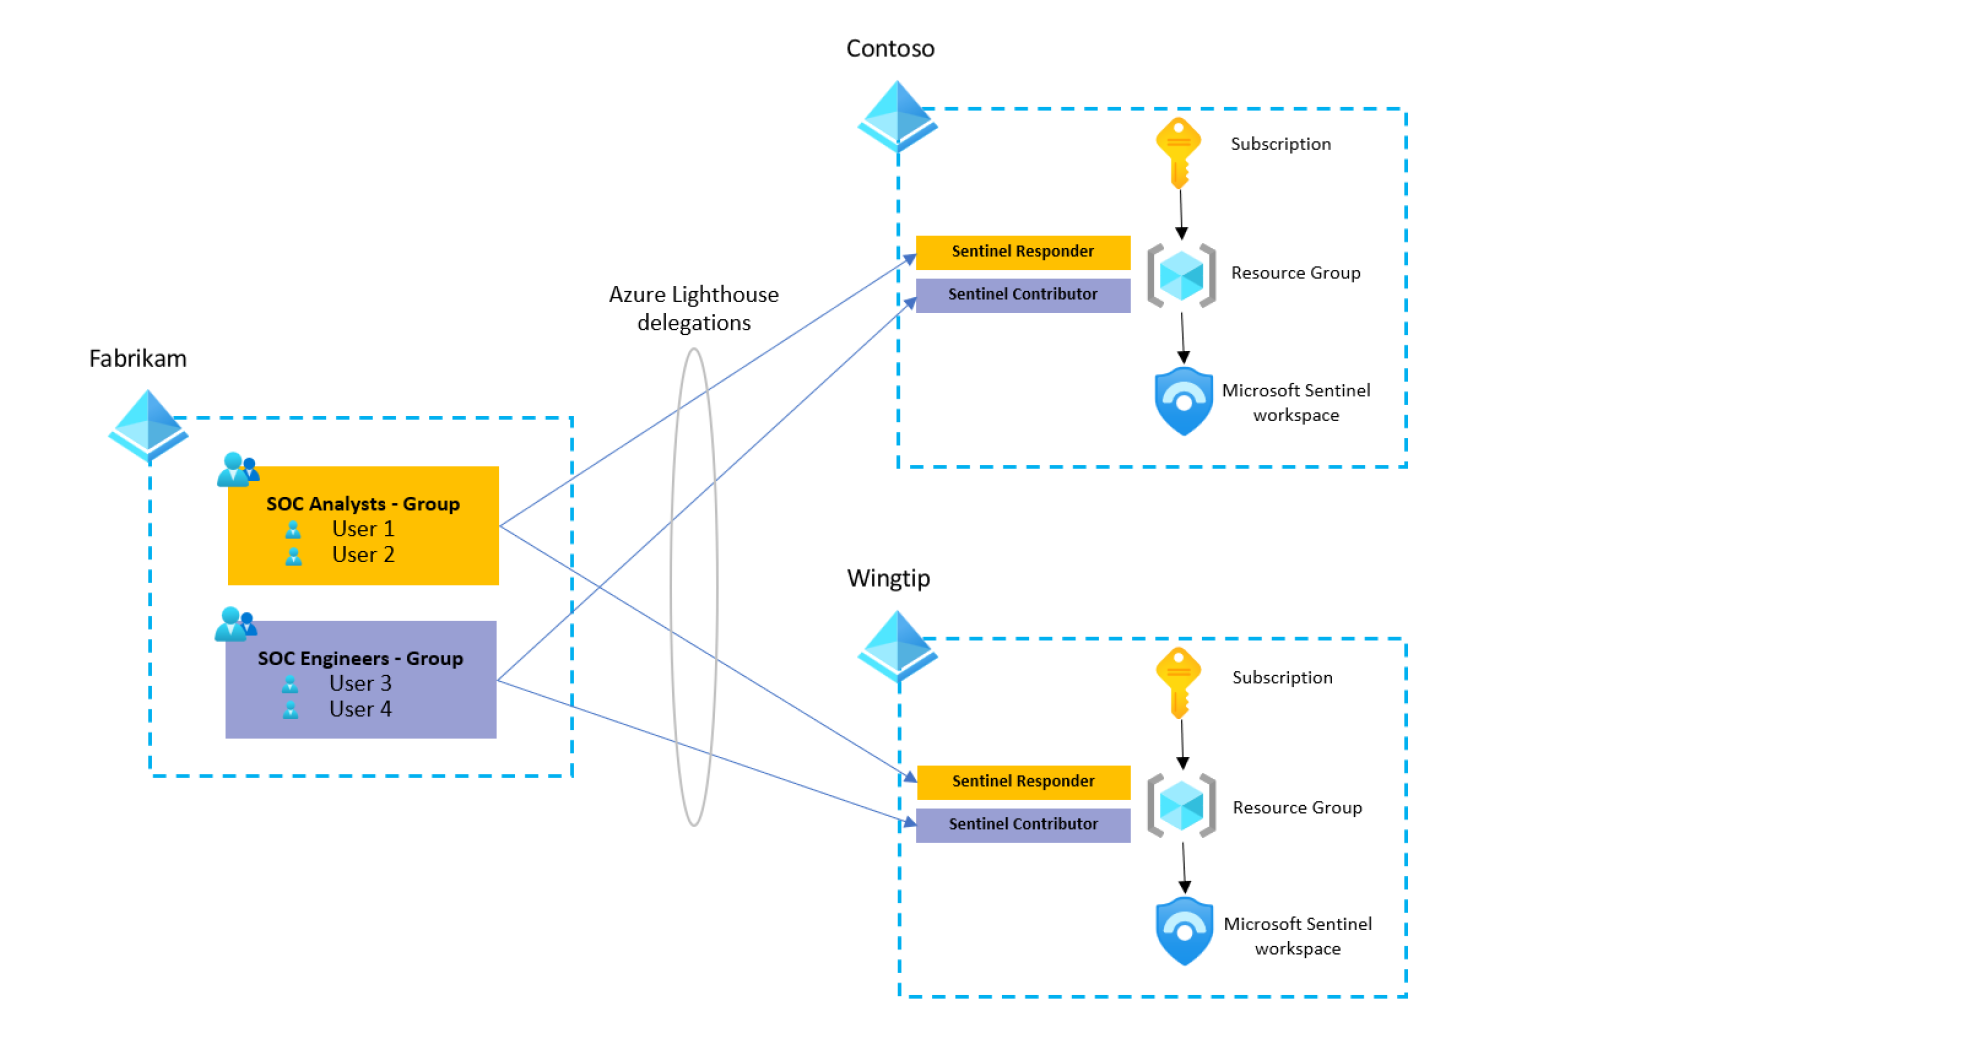 Contoso
Subscription
Sentinel Responder
Sentinel Contributor
Resource Group
Microsoft Sentinel
workspace
Azure Lighthouse
delegations
Fabrikam
SOC Analysts - Group
User 1
User 2
SOC Engineers - Group
User 3
User 4
Wingtip
Subscription
Sentinel Responder
Sentinel Contributor
Resource Group
Microsoft Sentinel
workspace